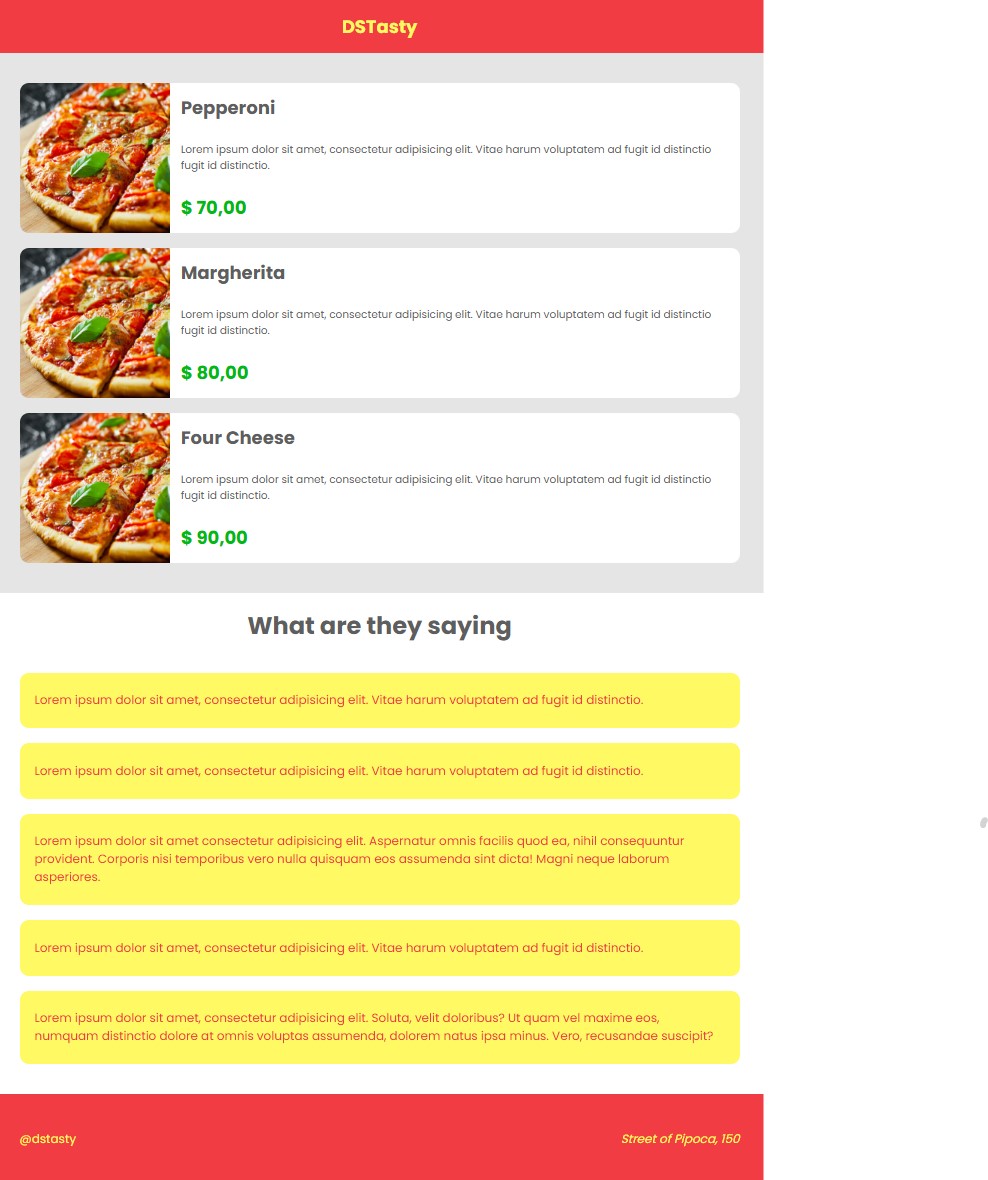 DSTasty
Pepperoni
Lorem ipsum dolor sit amet, consectetur adipisicing elit. Vitae harum voluptatem ad fugit id distinctio
fugit id distinctio.
$ 70,00
Margherita
Lorem ipsum dolor sit amet, consectetur adipisicing elit. Vitae harum voluptatem ad fugit id distinctio
fugit id distinctio.
$ 80,00
Four Cheese
Lorem ipsum dolor sit amet, consectetur adipisicing elit. Vitae harum voluptatem ad fugit id distinctio
fugit id distinctio.
$ 90,00
What are they saying
Lorem ipsum dolor sit amet, consectetur adipisicing elit. Vitae harum voluptatem ad fugit id distinctio.
Lorem ipsum dolor sit amet, consectetur adipisicing elit. Vitae harum voluptatem ad fugit id distinctio.
Lorem ipsum dolor sit amet consectetur adipisicing elit. Aspernatur omnis facilis quod ea, nihil consequuntur
provident. Corporis nisi temporibus vero nulla quisquam eos assumenda sint dicta! Magni neque laborum
asperiores.
Lorem ipsum dolor sit amet, consectetur adipisicing elit. Vitae harum voluptatem ad fugit id distinctio.
Lorem ipsum dolor sit amet, consectetur adipisicing elit. Soluta, velit doloribus? Ut quam vel maxime eos,
numquam distinctio dolore at omnis voluptas assumenda, dolorem natus ipsa minus. Vero, recusandae suscipit?
@dstasty
Street of Pipoca, 150